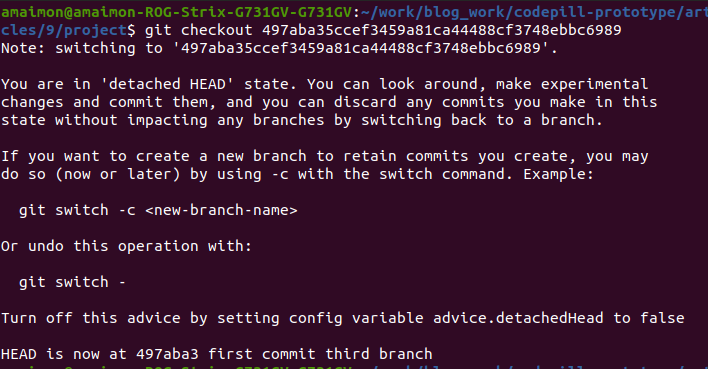 amaimon@amaimon-ROG-Strix-G731GV-G731GV:~/work/blog_work/codepill-prototype/arti
cles/9/project$ git checkout 497aba35ccef3459a81ca44488cf3748ebbc6989
Note: switching to '497aba35ccef3459a81ca44488cf3748ebbc6989'.
You are in 'detached HEAD' state. You can look around, make experimental
changes and commit them, and you can discard any commits you make in this
state without impacting any branches by switching back to a branch.
If you want to create a new branch to retain commits you create, you may
do so (now or later) by using -c with the switch command. Example:
git switch -c <new-branch-name>
Or undo this operation with:
git switch -
Turn off this advice by setting config variable advice.detachedHead to false
HEAD is now at 497aba3 first commit third branch